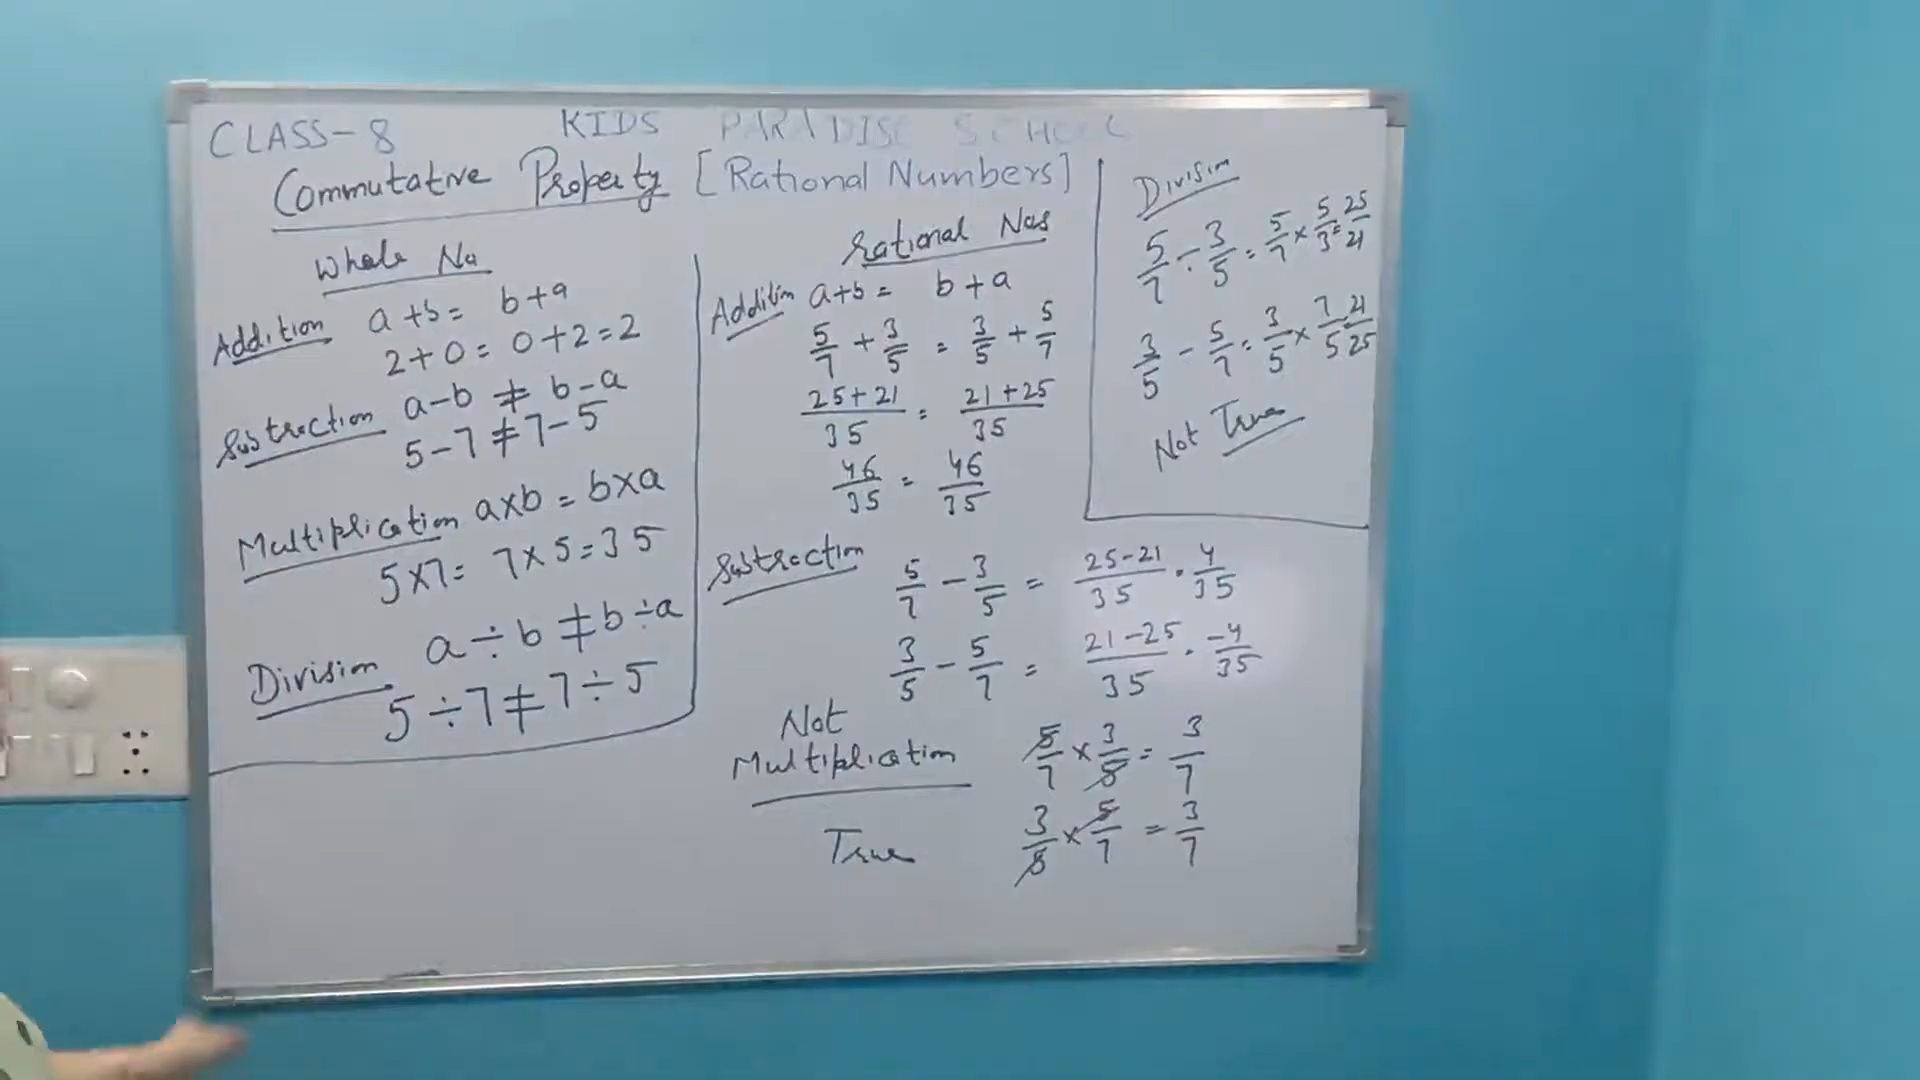 CLASS-8 KIDS PARADISE SCHOOL
Commutative Property [Rational Numbers]
Whole No
Addition a+b = b+a
2+0 = 0+2=2
Subtraction a-b ≠ b-a
5-7 ≠ 7-5
Multiplication a×b = b×a
5×7= 7×5=35
Division a÷b ≠ b÷a
5÷7 ≠ 7÷5
Rational Nos
Addition a+b = b+a
5/7 + 3/5 = 3/5 + 5/7
25+21/35 = 21+25/35
46/35 = 46/35
Subtraction 5/7 - 3/5 = 25-21/35 = 4/35
3/5 - 5/7 = 21-25/35 = -4/35
Not
Multiplication 5/7 × 3/5 = 3/7
True 3/5 × 5/7 = 3/7
Division
5/7 ÷ 3/5 = 5/7 × 5/3 = 25/21
3/5 - 5/7 = 3/5 × 7/5 21/25
Not True